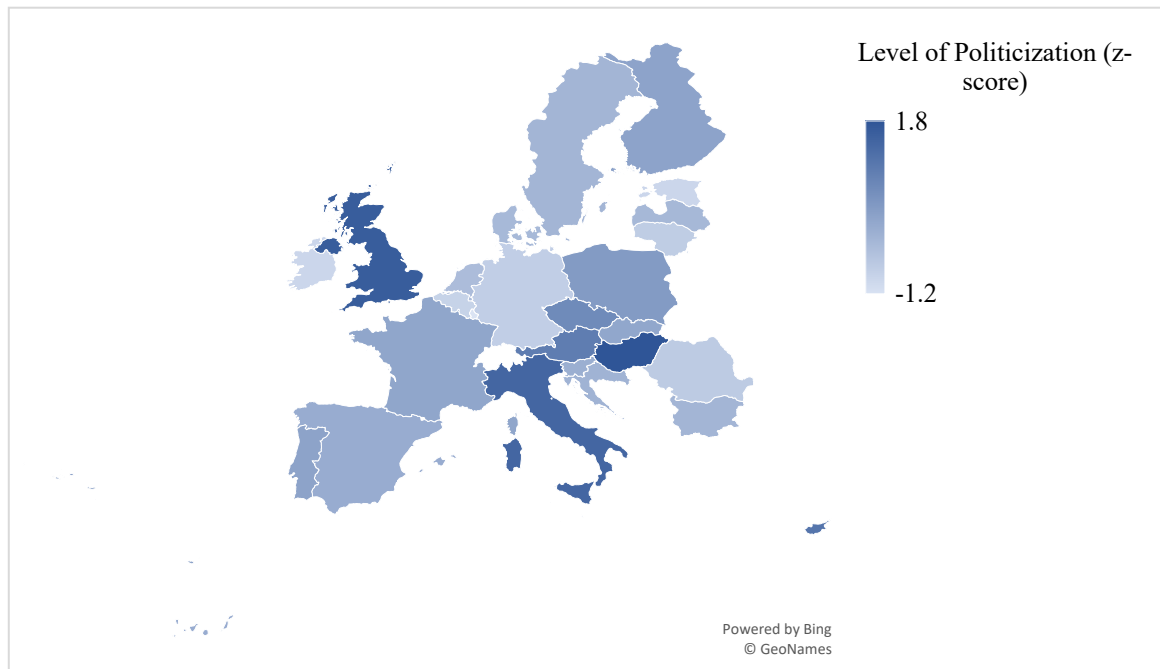 Level of Politicization (z-
score)
1.8
-1.2
Powered by Bing
© GeoNames